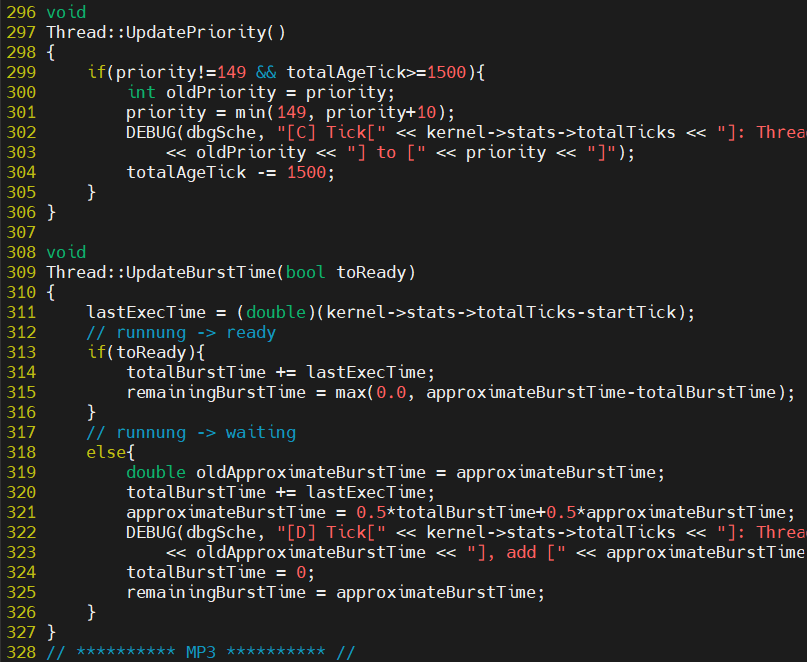 296 void
297 Thread::UpdatePriority()
298 {
299     if(priority!=149 && totalAgeTick>=1500){
300         int oldPriority = priority;
301         priority = min(149, priority+10);
302         DEBUG(dbgSche, "[C] Tick[" << kernel->stats->totalTicks << "]: Threa
303             << oldPriority << "] to [" << priority << "]");
304         totalAgeTick -= 1500;
305     }
306 }
307
308 void
309 Thread::UpdateBurstTime(bool toReady)
310 {
311     lastExecTime = (double)(kernel->stats->totalTicks-startTick);
312     // runnung -> ready
313     if(toReady){
314         totalBurstTime += lastExecTime;
315         remainingBurstTime = max(0.0, approximateBurstTime-totalBurstTime);
316     }
317     // runnung -> waiting
318     else{
319         double oldApproximateBurstTime = approximateBurstTime;
320         totalBurstTime += lastExecTime;
321         approximateBurstTime = 0.5*totalBurstTime+0.5*approximateBurstTime;
322         DEBUG(dbgSche, "[D] Tick[" << kernel->stats->totalTicks << "]: Threa
323             << oldApproximateBurstTime << "], add [" << approximateBurstTime
324         totalBurstTime = 0;
325         remainingBurstTime = approximateBurstTime;
326     }
327 }
328 // ********** MP3 ********** //